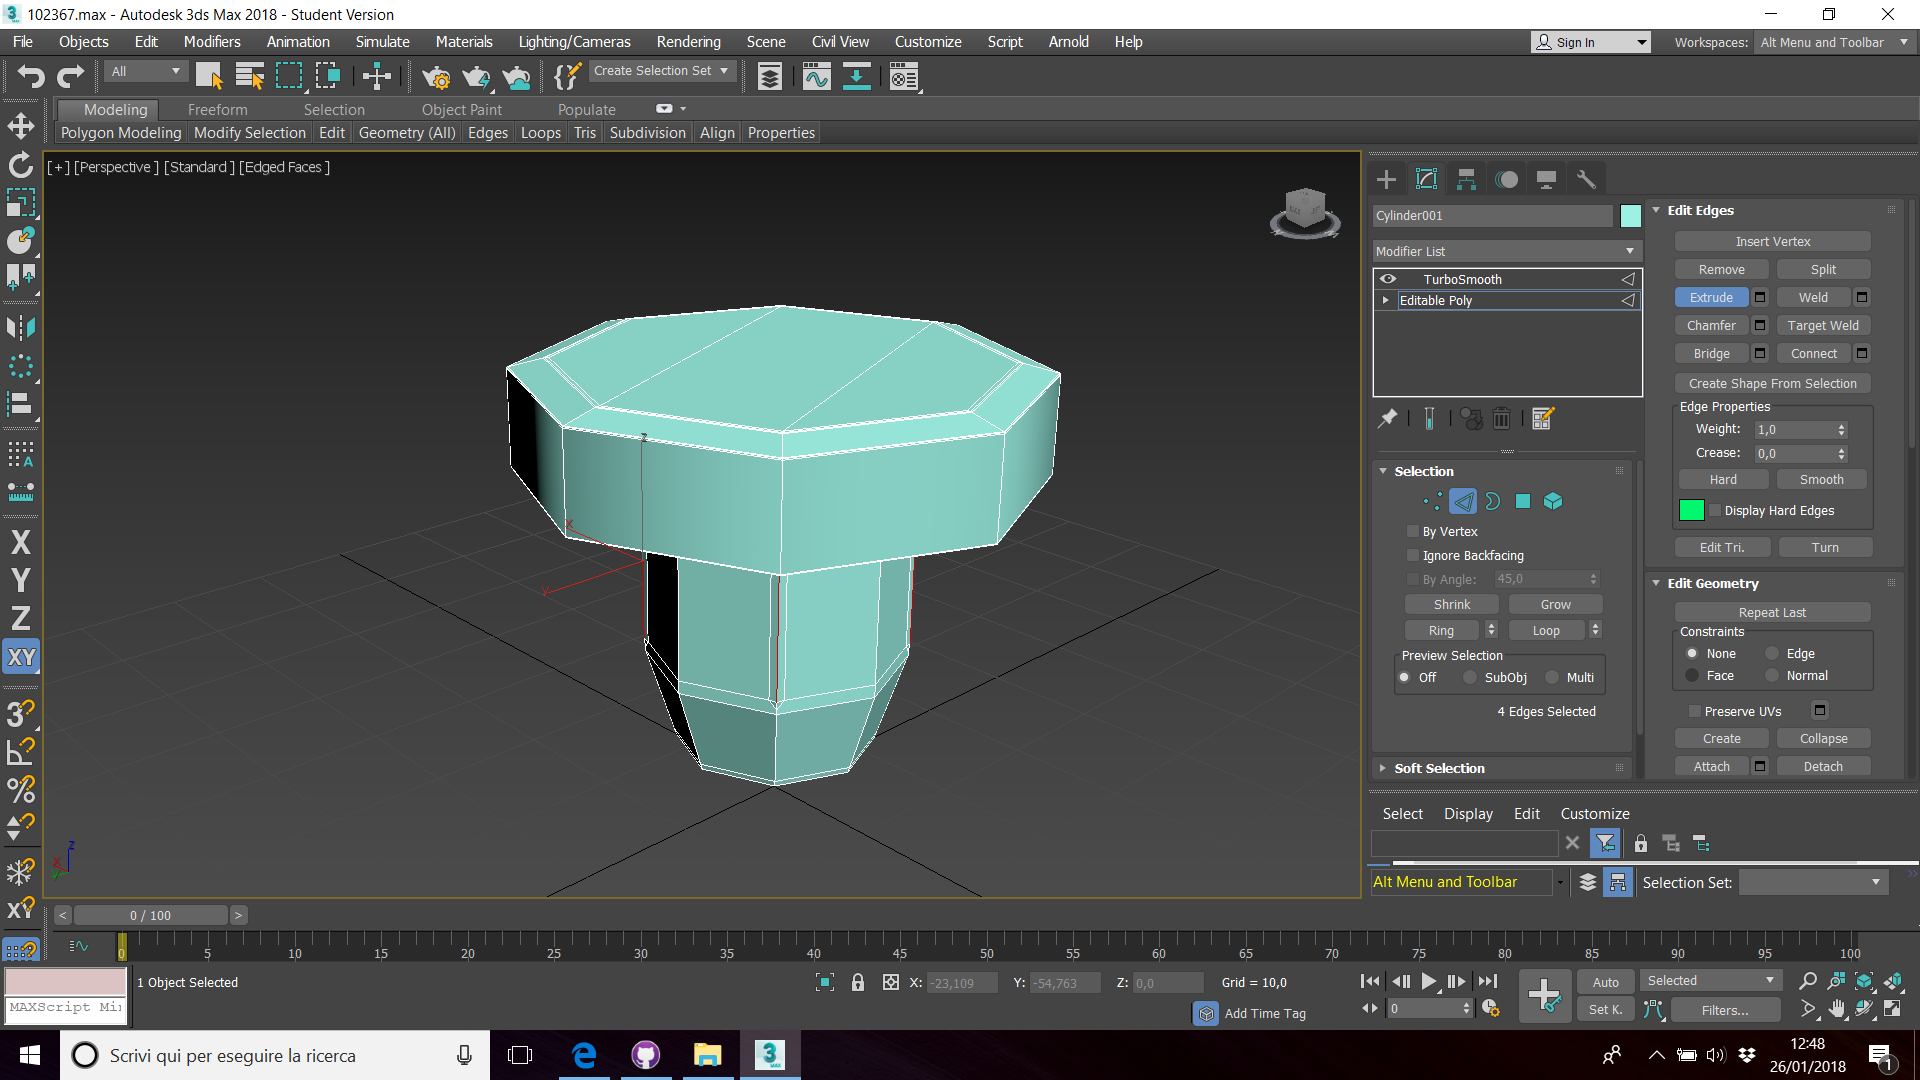 102367.max - Autodesk 3ds Max 2018 - Student Version
File Objects Edit Modifiers Animation Simulate Materials Lighting/Cameras Rendering Scene Civil View Customize Script Arnold Help
Sign In Workspaces: Alt Menu and Toolbar
All Create Selection Set
Modeling Freeform Selection Object Paint Populate
Polygon Modeling Modify Selection Edit Geometry (All) Edges Loops Tris Subdivision Align Properties
[+] [Perspective ] [Standard ] [Edged Faces ]
X
Y
Z
XY
3
%
XY
z
x
y
z
x
Cylinder001
Modifier List
TurboSmooth
Editable Poly
Selection
By Vertex
Ignore Backfacing
By Angle: 45,0
Shrink Grow
Ring Loop
Preview Selection
Off SubObj Multi
4 Edges Selected
Soft Selection
Edit Edges
Insert Vertex
Remove Split
Extrude Weld
Chamfer Target Weld
Bridge Connect
Create Shape From Selection
Edge Properties
Weight: 1,0
Crease: 0,0
Hard Smooth
Display Hard Edges
Edit Tri. Turn
Edit Geometry
Repeat Last
Constraints
None Edge
Face Normal
Preserve UVs
Create Collapse
Attach Detach
Select Display Edit Customize
Alt Menu and Toolbar Selection Set:
< 0 / 100 >
0 5 10 15 20 25 30 35 40 45 50 55 60 65 70 75 80 85 90 95 100
1 Object Selected X: -23,109 Y: -54,763 Z: 0,0 Grid = 10,0 Auto Selected
MAXScript Mi
Add Time Tag 0 Set K. Filters...
Scrivi qui per eseguire la ricerca
3
MAX
12:48
26/01/2018
1